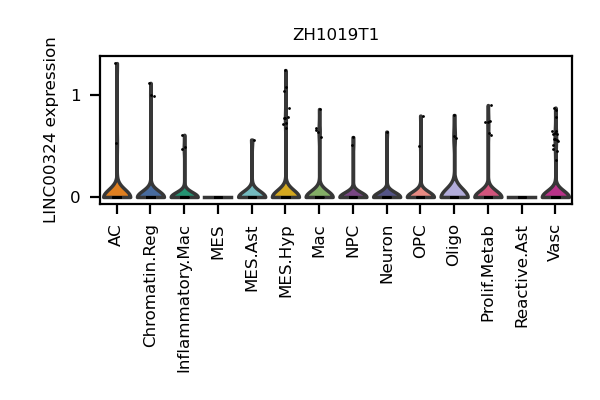 ZH1019T1
LINC00324 expression
1
0
AC
Chromatin.Reg
Inflammatory.Mac
MES
MES.Ast
MES.Hyp
Mac
NPC
Neuron
OPC
Oligo
Prolif.Metab
Reactive.Ast
Vasc